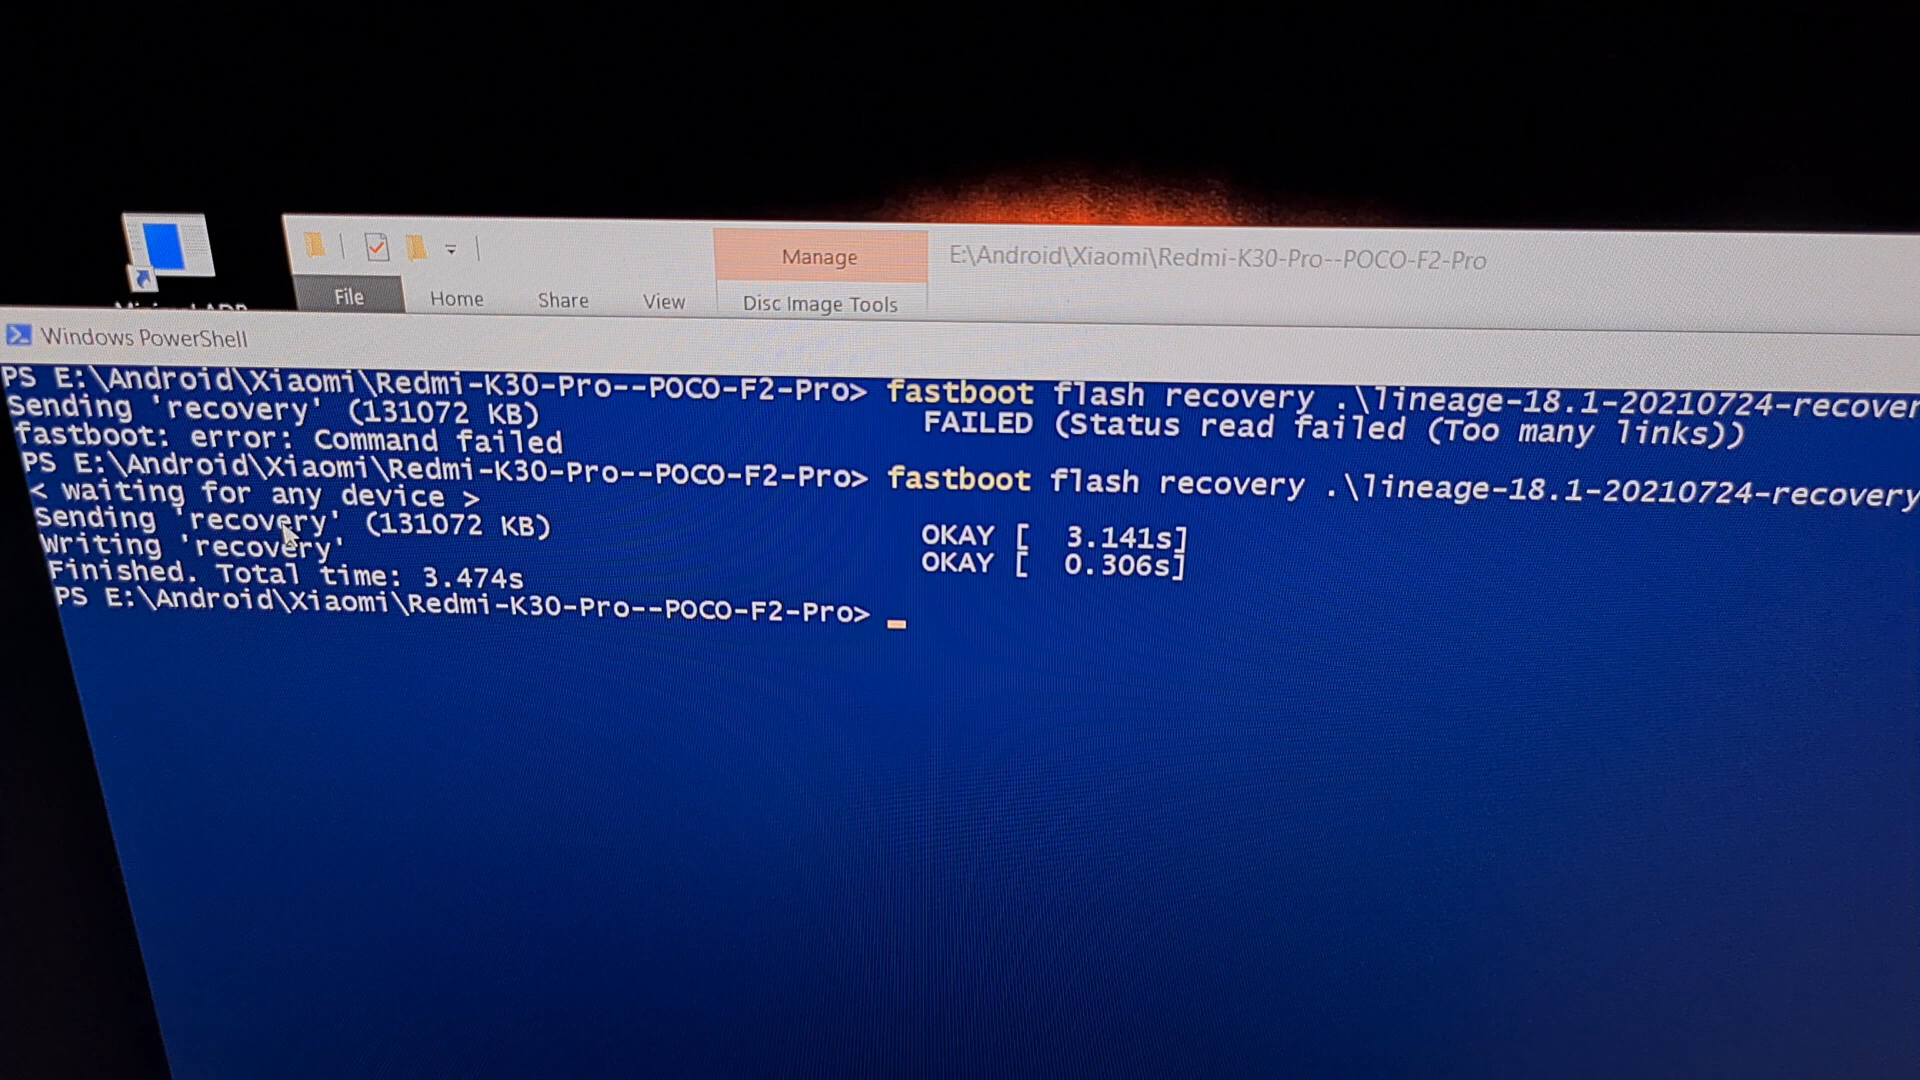 Manage
E:\Android\Xiaomi\Redmi-K30-Pro--POCO-F2-Pro
File
Home
Share
View
Disc Image Tools
Windows PowerShell
PS E:\Android\Xiaomi\Redmi-K30-Pro--POCO-F2-Pro> fastboot flash recovery .\lineage-18.1-20210724-recover
Sending 'recovery' (131072 KB) FAILED (Status read failed (Too many links))
fastboot: error: Command failed
PS E:\Android\Xiaomi\Redmi-K30-Pro--POCO-F2-Pro> fastboot flash recovery .\lineage-18.1-20210724-recovery
< waiting for any device >
Sending 'recovery' (131072 KB) OKAY [ 3.141s]
Writing 'recovery' OKAY [ 0.306s]
Finished. Total time: 3.474s
PS E:\Android\Xiaomi\Redmi-K30-Pro--POCO-F2-Pro>